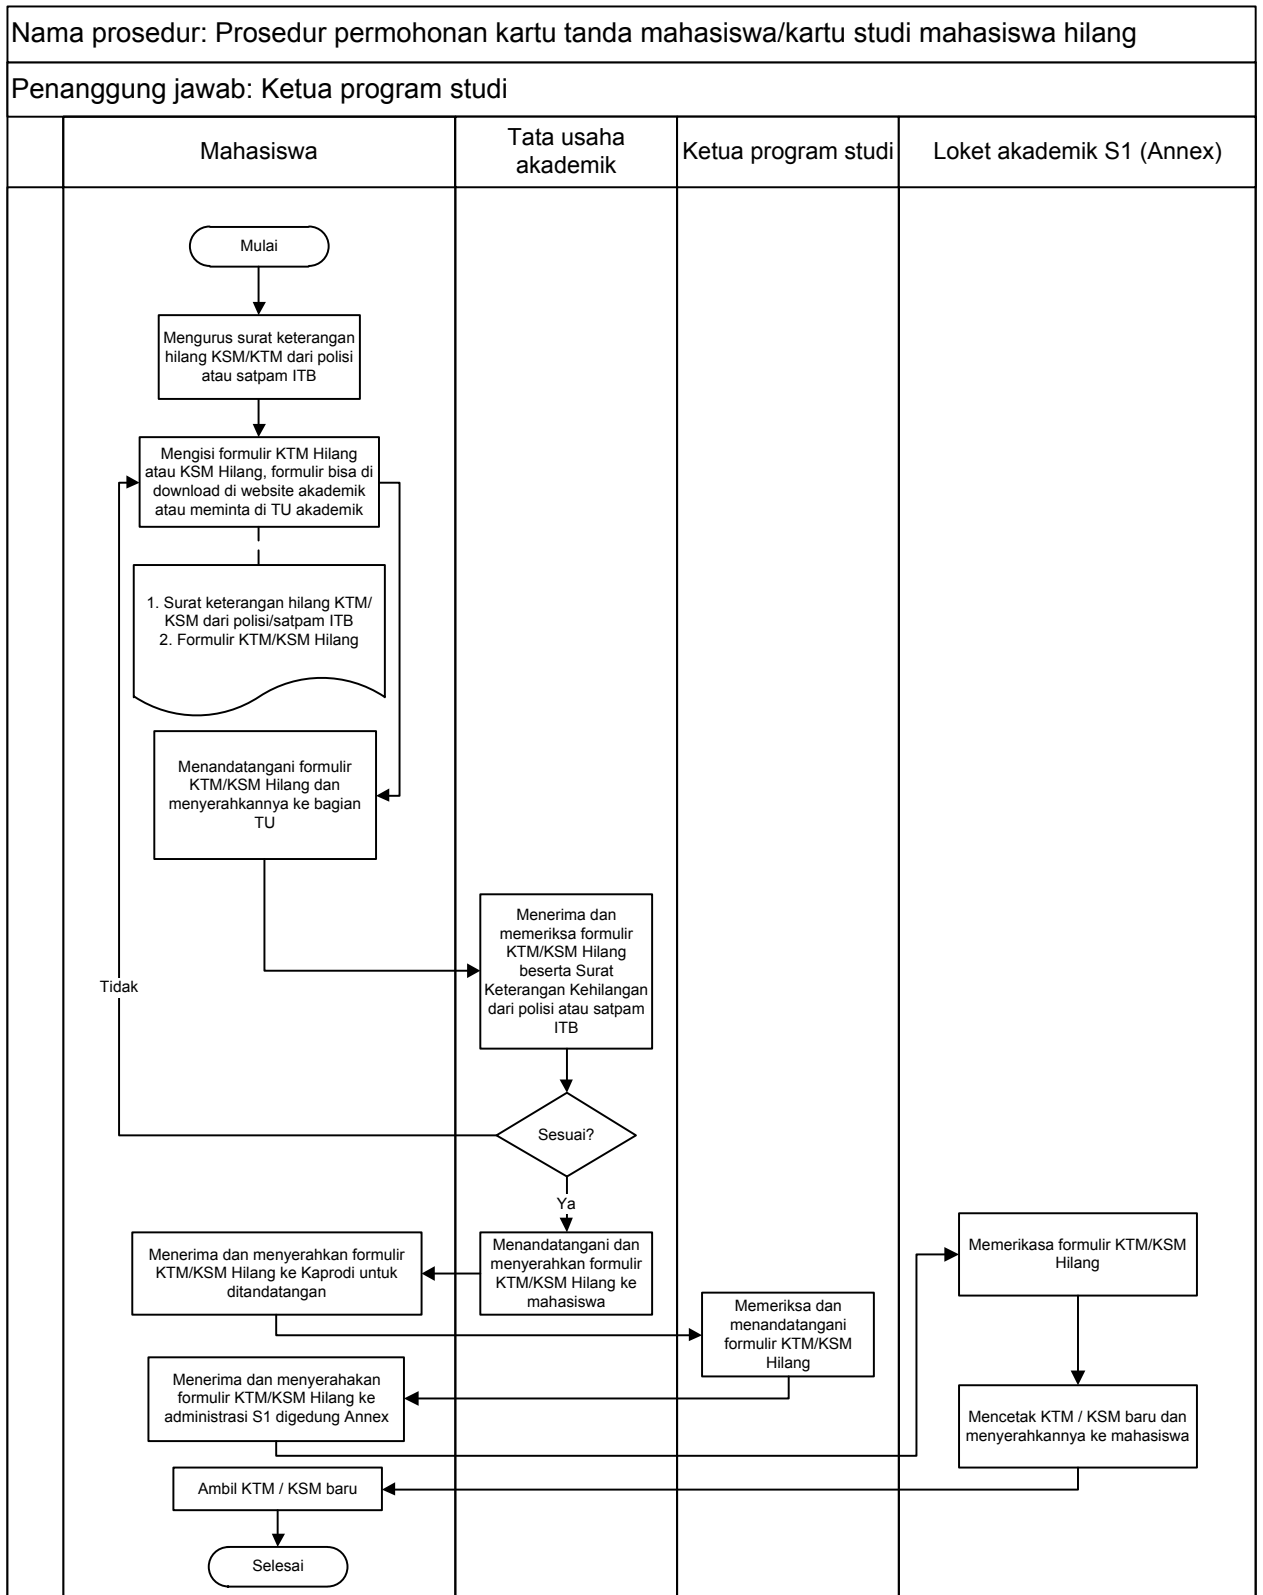 Nama prosedur: Prosedur permohonan kartu tanda mahasiswa/kartu studi mahasiswa hilang
Penanggung jawab: Ketua program studi
Mahasiswa
Tata usaha
akademik
Ketua program studi
Loket akademik S1 (Annex)
Mulai
Mengurus surat keterangan
hilang KSM/KTM dari polisi
atau satpam ITB
Mengisi formulir KTM Hilang
atau KSM Hilang, formulir bisa di
download di website akademik
atau meminta di TU akademik
1. Surat keterangan hilang KTM/
KSM dari polisi/satpam ITB
2. Formulir KTM/KSM Hilang
Menandatangani formulir
KTM/KSM Hilang dan
menyerahkannya ke bagian
TU
Menerima dan
memeriksa formulir
KTM/KSM Hilang
beserta Surat
Keterangan Kehilangan
dari polisi atau satpam
ITB
Tidak
Sesuai?
Ya
Menandatangani dan
menyerahkan formulir
KTM/KSM Hilang ke
mahasiswa
Menerima dan menyerahkan formulir
KTM/KSM Hilang ke Kaprodi untuk
ditandatangan
Memeriksa dan
menandatangani
formulir KTM/KSM
Hilang
Menerima dan menyerahakan
formulir KTM/KSM Hilang ke
administrasi S1 digedung Annex
Memerikasa formulir KTM/KSM
Hilang
Mencetak KTM / KSM baru dan
menyerahkannya ke mahasiswa
Ambil KTM / KSM baru
Selesai